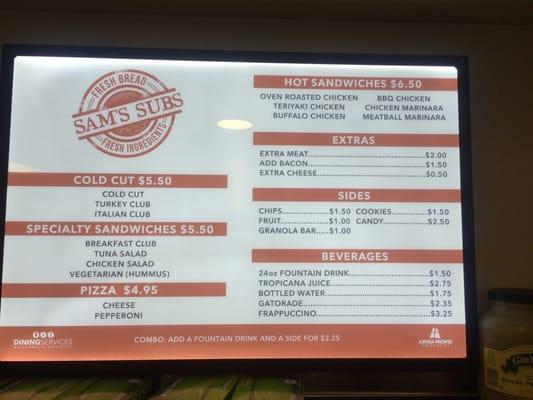 FRESH BREAD
SAM'S SUBS
FRESH INGREDIENTS
COLD CUT $5.50
COLD CUT
TURKEY CLUB
ITALIAN CLUB
SPECIALTY SANDWICHES $5.50
BREAKFAST CLUB
TUNA SALAD
CHICKEN SALAD
VEGETARIAN (HUMMUS)
PIZZA $4.95
CHEESE
PEPPERONI
HOT SANDWICHES $6.50
OVEN ROASTED CHICKEN BBQ CHICKEN
TERIYAKI CHICKEN CHICKEN MARINARA
BUFFALO CHICKEN MEATBALL MARINARA
EXTRAS
EXTRA MEAT $2.00
ADD BACON $1.50
EXTRA CHEESE $0.50
SIDES
CHIPS $1.50 COOKIES $1.50
FRUIT $1.00 CANDY $2.50
GRANOLA BAR $1.00
BEVERAGES
24oz FOUNTAIN DRINK $1.50
TROPICANA JUICE $2.75
BOTTLED WATER $1.75
GATORADE $2.35
FRAPPUCCINO $3.25
DINING SERVICES
AZUSA PACIFIC UNIVERSITY
COMBO: ADD A FOUNTAIN DRINK AND A SIDE FOR $2.25
AZUSA PACIFIC
UNIVERSITY